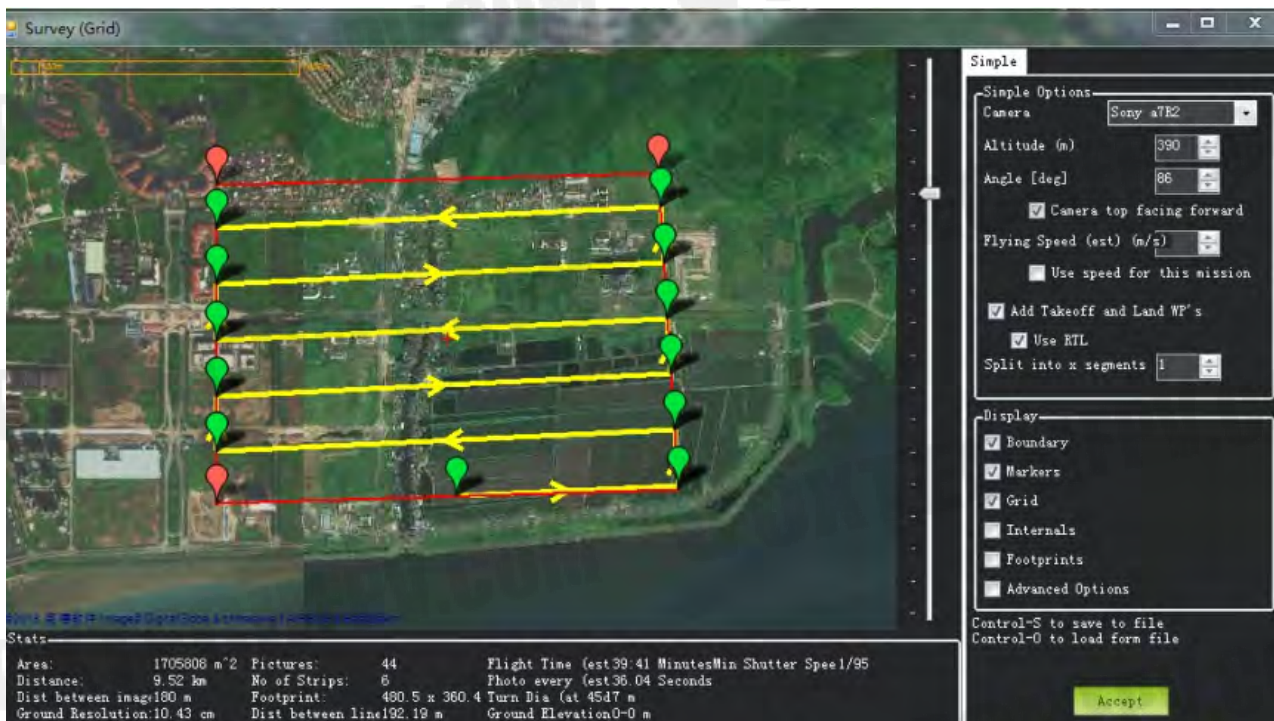 Survey (Grid)
Simple
Simple Options
Camera Sony a7R2
Altitude (m) 390
Angle [deg] 86
Camera top facing forward
Flying Speed (est) (m/s)
Use speed for this mission
Add Takeoff and Land WP's
Use RTL
Split into x segments 1
Display
Boundary
Markers
Grid
Internals
Footprints
Advanced Options
Control-S to save to file
Control-O to load form file
Accept
Stats
Area: 1705808 m^2 Pictures: 44 Flight Time (est 39:41 Minutes Min Shutter Spee 1/95
Distance: 9.52 km No of Strips: 6 Photo every (est 36.04 Seconds
Dist between image 180 m Footprint: 480.5 x 360.4 Turn Dia (at 45d 7 m
Ground Resolution: 10.43 cm Dist between line 192.19 m Ground Elevation 0-0 m